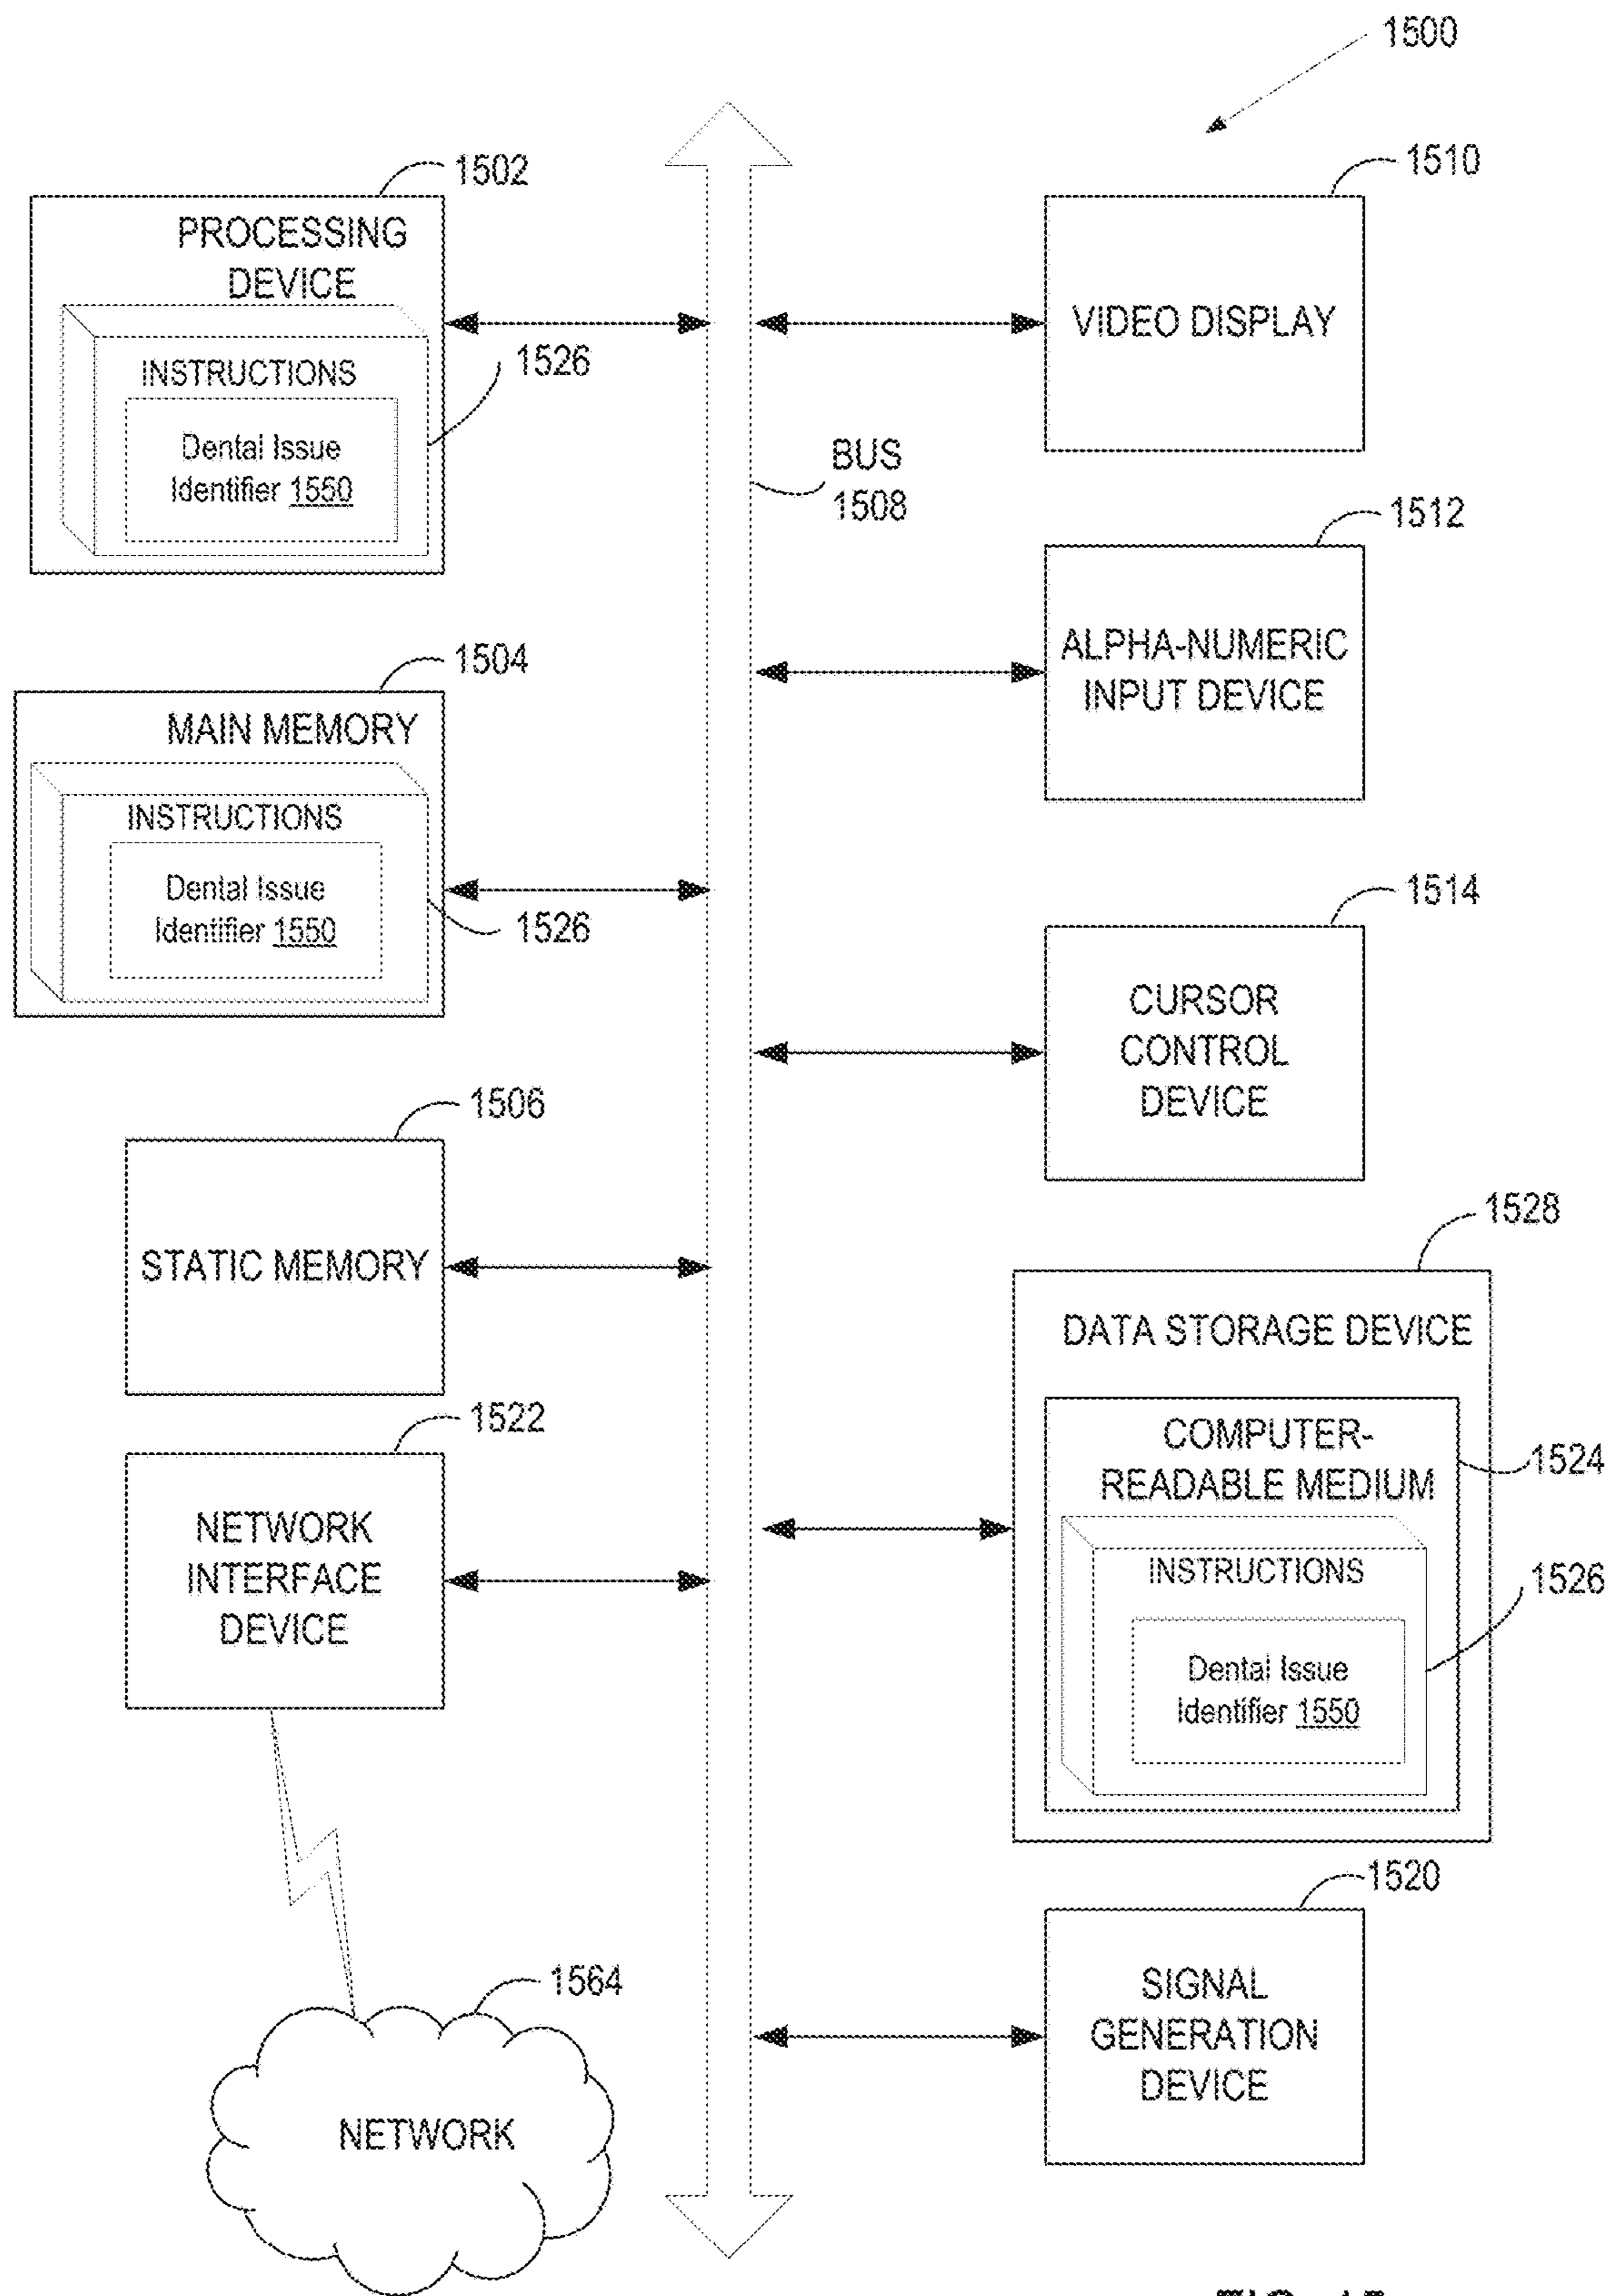 1500
1502
PROCESSING
DEVICE
INSTRUCTIONS
Dental Issue
Identifier 1550
1526
1504
MAIN MEMORY
INSTRUCTIONS
Dental Issue
Identifier 1550
1526
1506
STATIC MEMORY
1522
NETWORK
INTERFACE
DEVICE
1564
NETWORK
BUS
1508
1510
VIDEO DISPLAY
1512
ALPHA-NUMERIC
INPUT DEVICE
1514
CURSOR
CONTROL
DEVICE
1528
DATA STORAGE DEVICE
COMPUTER-
READABLE MEDIUM
1524
INSTRUCTIONS
1526
Dental Issue
Identifier 1550
1520
SIGNAL
GENERATION
DEVICE